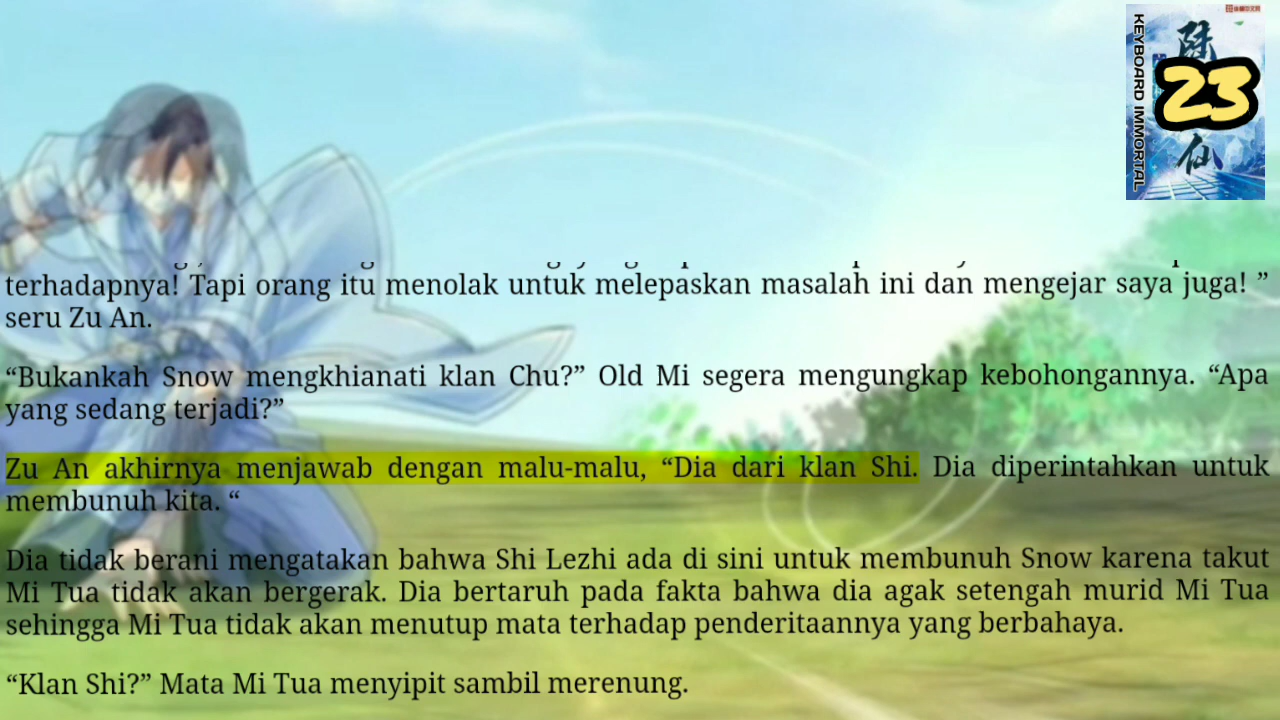 陆
23
仙
KEYBOARD IMMORTAL
terhadapnya! Tapi orang itu menolak untuk melepaskan masalah ini dan mengejar saya juga! ”
seru Zu An.
“Bukankah Snow mengkhianati klan Chu?” Old Mi segera mengungkap kebohongannya. “Apa
yang sedang terjadi?”
Zu An akhirnya menjawab dengan malu-malu, “Dia dari klan Shi. Dia diperintahkan untuk
membunuh kita. “
Dia tidak berani mengatakan bahwa Shi Lezhi ada di sini untuk membunuh Snow karena takut
Mi Tua tidak akan bergerak. Dia bertaruh pada fakta bahwa dia agak setengah murid Mi Tua
sehingga Mi Tua tidak akan menutup mata terhadap penderitaannya yang berbahaya.
“Klan Shi?” Mata Mi Tua menyipit sambil merenung.